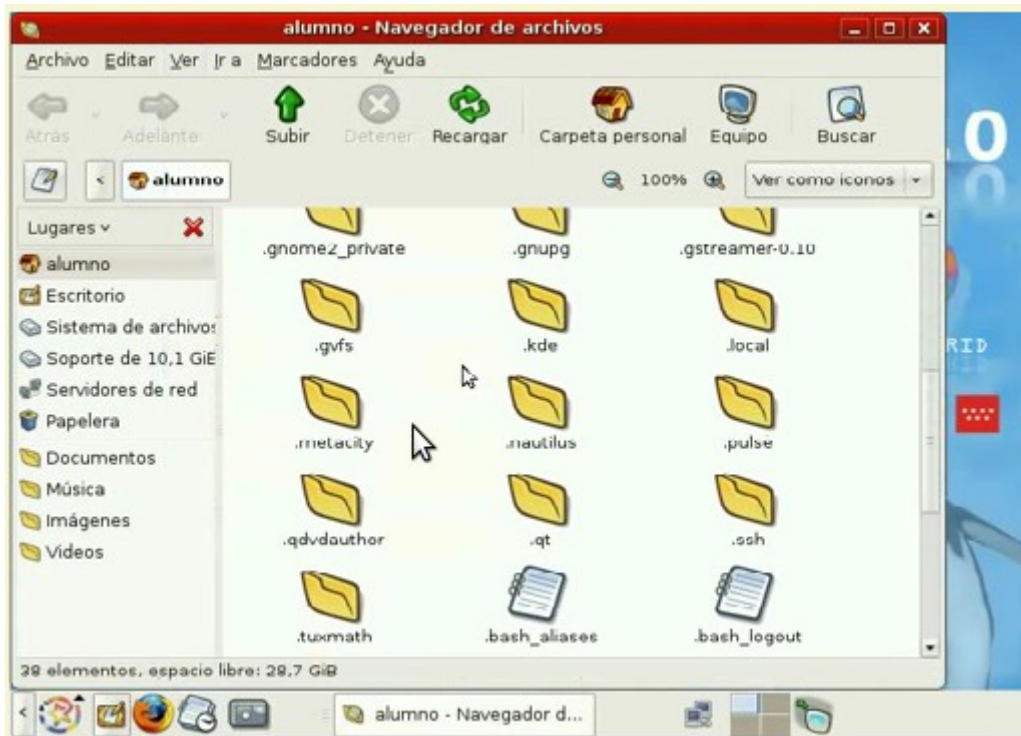 alumno - Navegador de archivos
Archivo Editar Ver Ir a Marcadores Ayuda
Atrás Adelante Subir Detener Recargar Carpeta personal Equipo Buscar
alumno 100% Ver como iconos
Lugares
alumno
Escritorio
Sistema de archivos
Soporte de 10,1 GiE
Servidores de red
Papelera
Documentos
Música
Imágenes
Videos
.gnome2_private .gnupg .gstreamer-0.10
.gvfs .kde .local
.metacity .nautilus .pulse
.qdvdauthor .qt .ssh
.tuxmath .bash_aliases .bash_logout
38 elementos, espacio libre: 28,7 GiB
.0
RID
alumno - Navegador d...